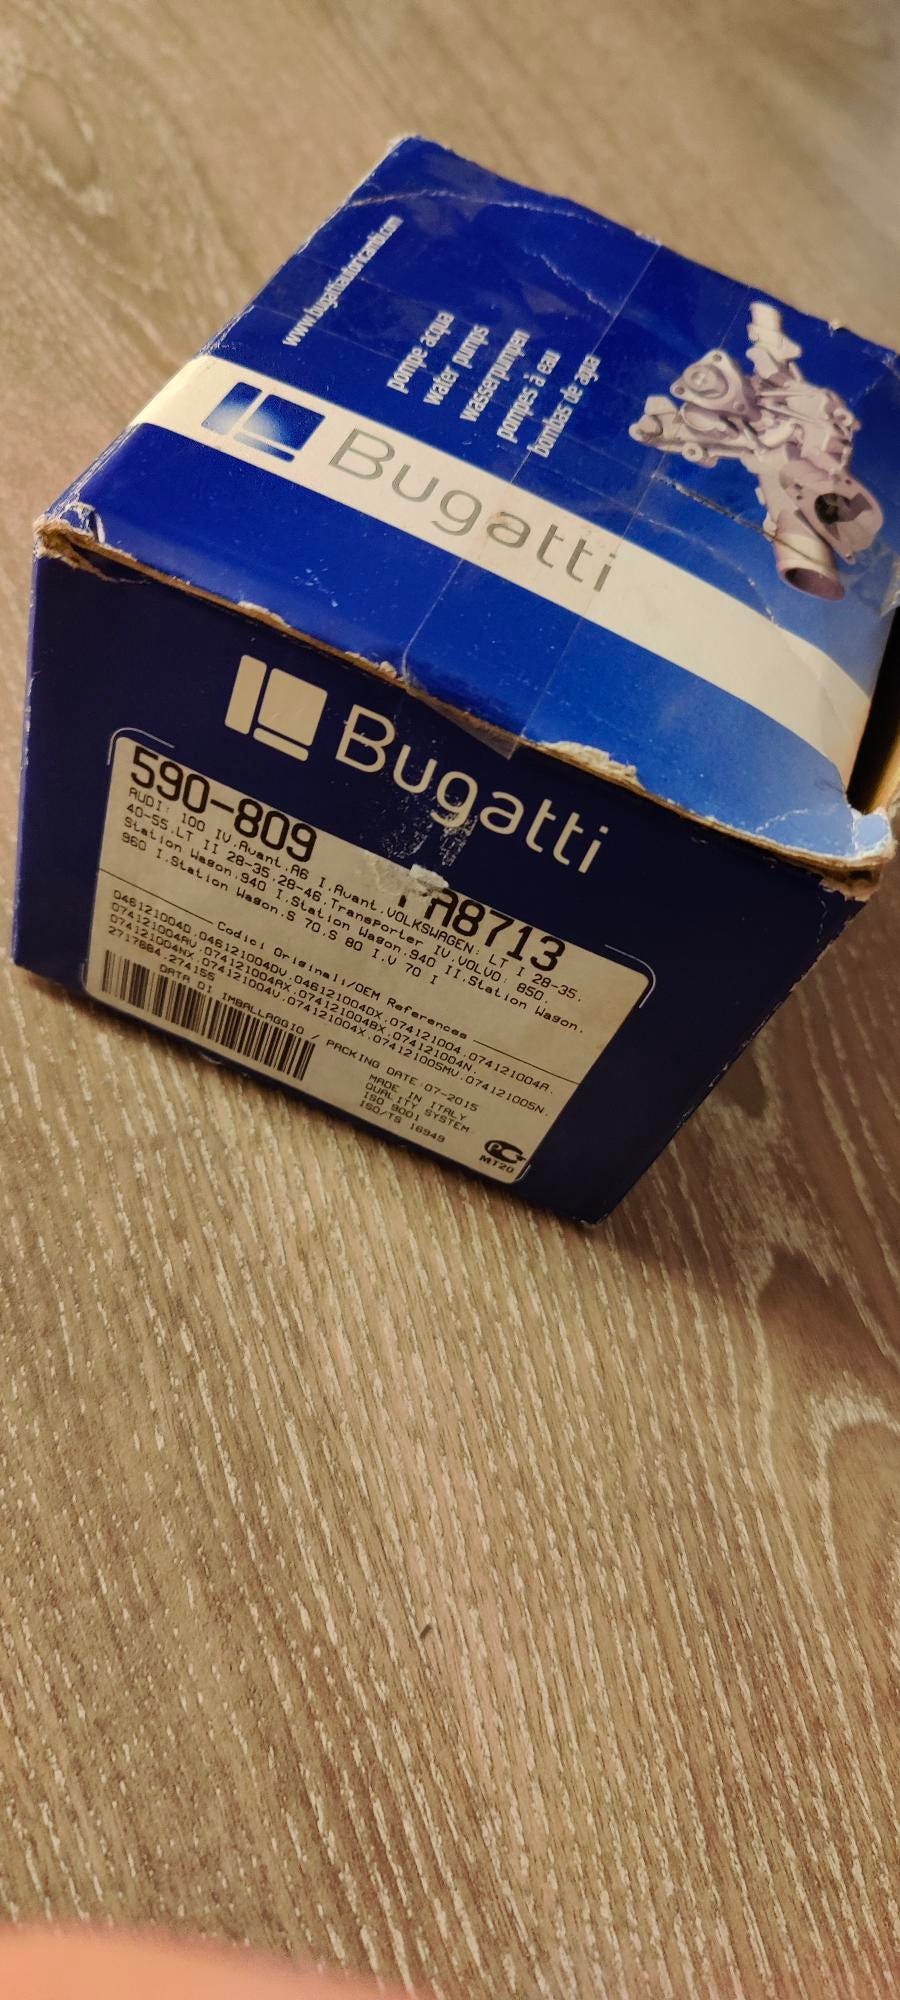 www.bugattiautoricambi.com
pompe acqua
water pumps
wasserpumpen
pompes à eau
bombas de agua
Bugatti
Bugatti
590-809
PA8713
AUDI: 100 IV.Avant.A6 I.Avant.VOLKSWAGEN: LT I 28-35.
40-55.LT II 28-35.28-46.Transporter IV.VOLVO: 850.
Station Wagon.940 I.Station Wagon.940 II.Station Wagon.
960 I.Station Wagon.S 70.S 80 I.V 70 I
Codici Originali/OEM References
046121004D.046121004DV.046121004DX.074121004.074121004A.
074121004AV.074121004AX.074121004BX.074121004N.
074121004NX.074121004V.074121004X.074121005MV.074121005N.
2717684.274155
DATA DI IMBALLAGGIO / PACKING DATE:07-2015
MADE IN ITALY
QUALITY SYSTEM
ISO 9001
ISO/TS 16949
MT20